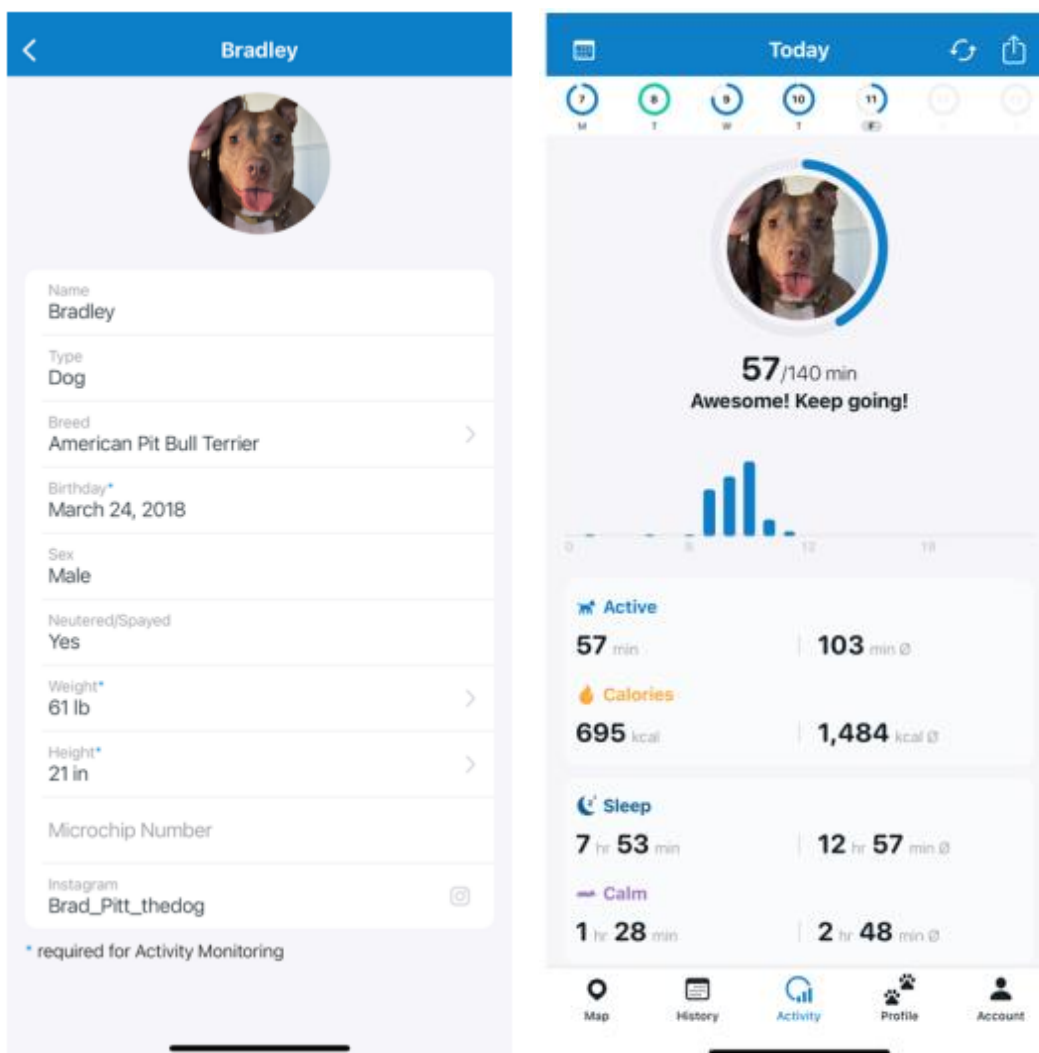 Bradley
Name
Bradley
Type
Dog
Breed
American Pit Bull Terrier
Birthday*
March 24, 2018
Sex
Male
Neutered/Spayed
Yes
Weight*
61 lb
Height*
21 in
Microchip Number
Instagram
Brad_Pitt_thedog
* required for Activity Monitoring
Today
7 8 9 10 11
M T W T F
57/140 min
Awesome! Keep going!
0 6 12 18
Active
57 min 103 min Ø
Calories
695 kcal 1,484 kcal Ø
Sleep
7 hr 53 min 12 hr 57 min Ø
Calm
1 hr 28 min 2 hr 48 min Ø
Map History Activity Profile Account